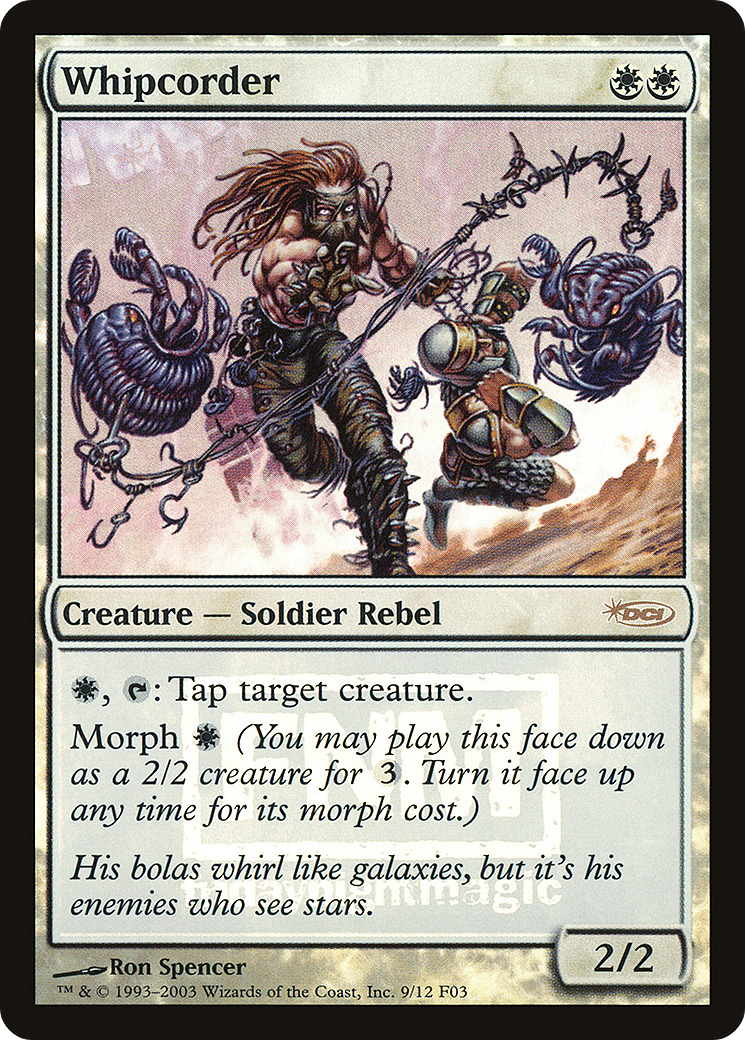 Whipcorder
Creature — Soldier Rebel
DCI
, : Tap target creature.
Morph (You may play this face down
as a 2/2 creature for 3. Turn it face up
any time for its morph cost.)
FNM
His bolas whirl like galaxies, but it's his
enemies who see stars.
fridaynightmagic
2/2
Ron Spencer
™ & © 1993–2003 Wizards of the Coast, Inc. 9/12 F03